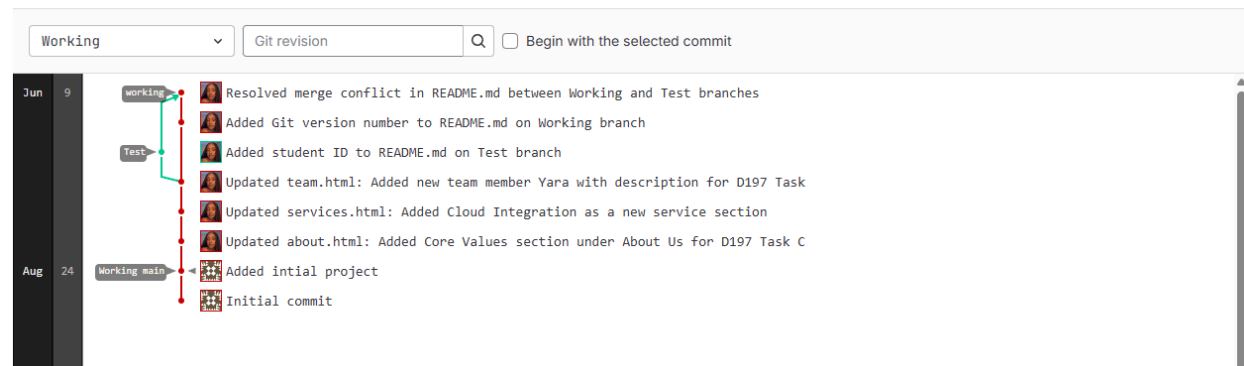 Working Git revision Begin with the selected commit
Jun 9 working Resolved merge conflict in README.md between Working and Test branches
Added Git version number to README.md on Working branch
Test Added student ID to README.md on Test branch
Updated team.html: Added new team member Yara with description for D197 Task
Updated services.html: Added Cloud Integration as a new service section
Updated about.html: Added Core Values section under About Us for D197 Task C
Aug 24 Working main Added intial project
Initial commit